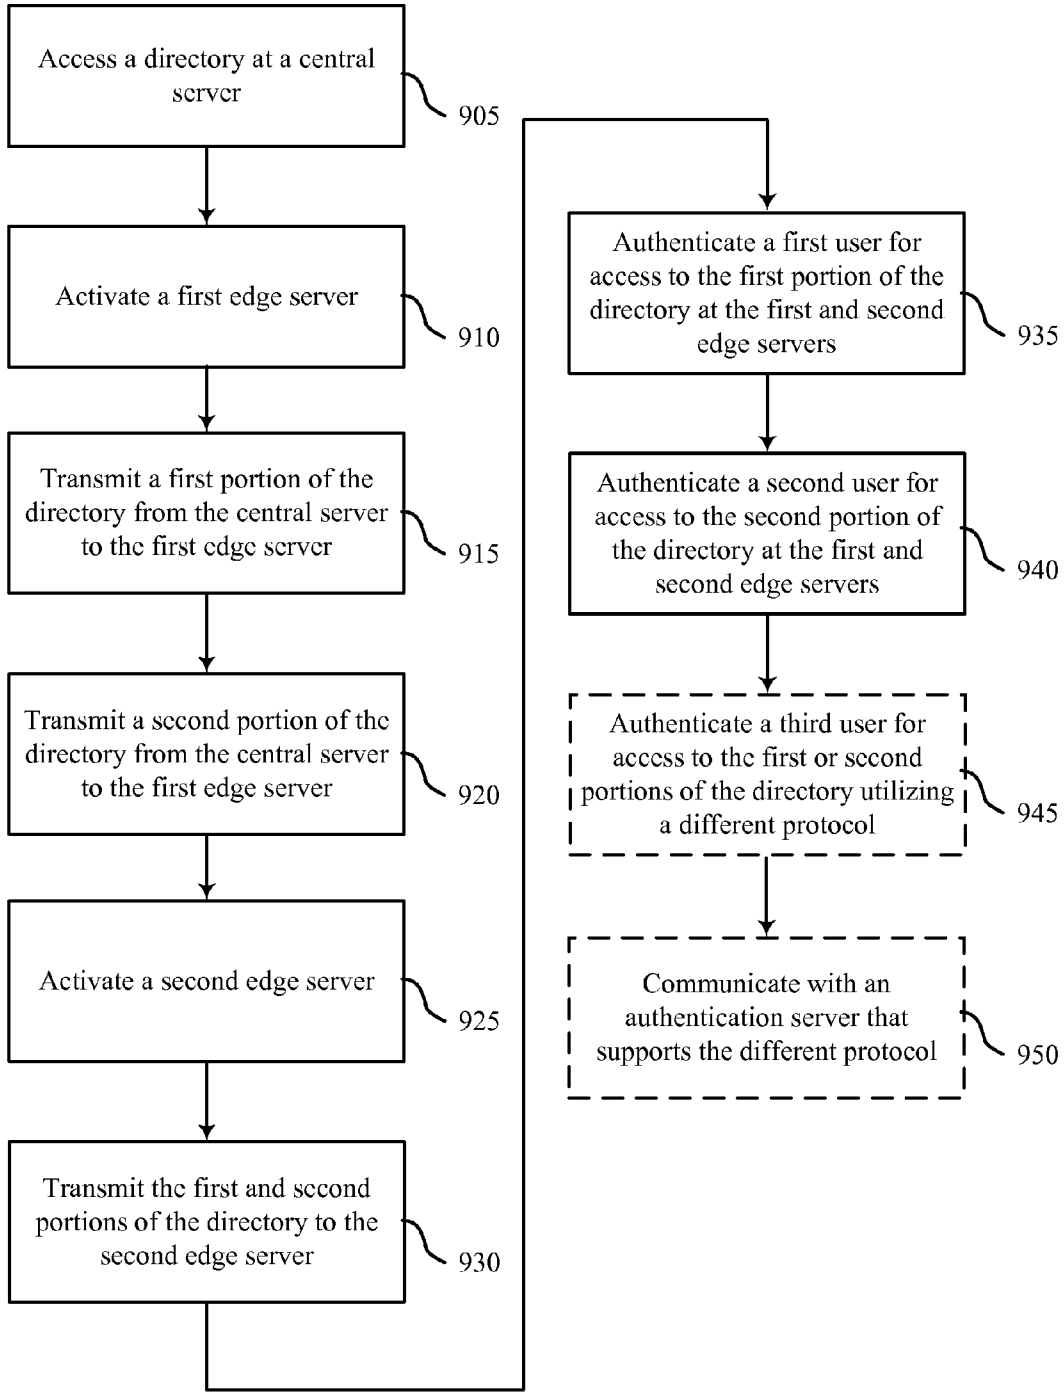 Access a directory at a central
server
905
Activate a first edge server
910
Transmit a first portion of the
directory from the central server
to the first edge server
915
Transmit a second portion of the
directory from the central server
to the first edge server
920
Activate a second edge server
925
Transmit the first and second
portions of the directory to the
second edge server
930
Authenticate a first user for
access to the first portion of the
directory at the first and second
edge servers
935
Authenticate a second user for
access to the second portion of
the directory at the first and
second edge servers
940
Authenticate a third user for
access to the first or second
portions of the directory utilizing
a different protocol
945
Communicate with an
authentication server that
supports the different protocol
950